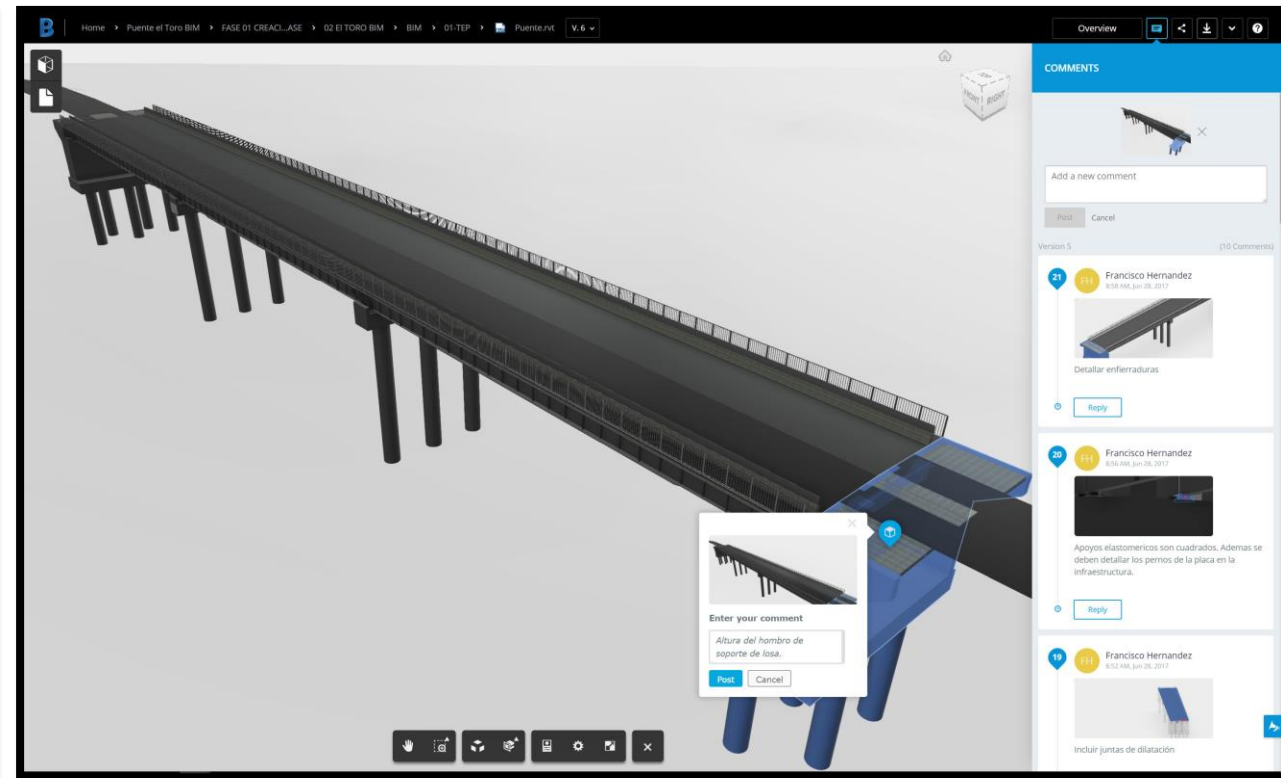 B
Home > Puente el Toro BIM > FASE 01 CREACI...ASE > 02 El TORO BIM > BIM > 01-TEP > Puente.rvt V. 6
Overview
COMMENTS
TOP
FRONT
RIGHT
Add a new comment
Post Cancel
Version 5 (10 Comments)
21
FH
Francisco Hernandez
8:58 AM, Jun 28, 2017
Detallar enfierraduras
Reply
20
FH
Francisco Hernandez
8:56 AM, Jun 28, 2017
Apoyos elastomericos son cuadrados. Ademas se
deben detallar los pernos de la placa en la
infraestructura.
Reply
19
FH
Francisco Hernandez
8:52 AM, Jun 28, 2017
Incluir juntas de dilatación
Enter your comment
Altura del hombro de
soporte de losa.
Post Cancel